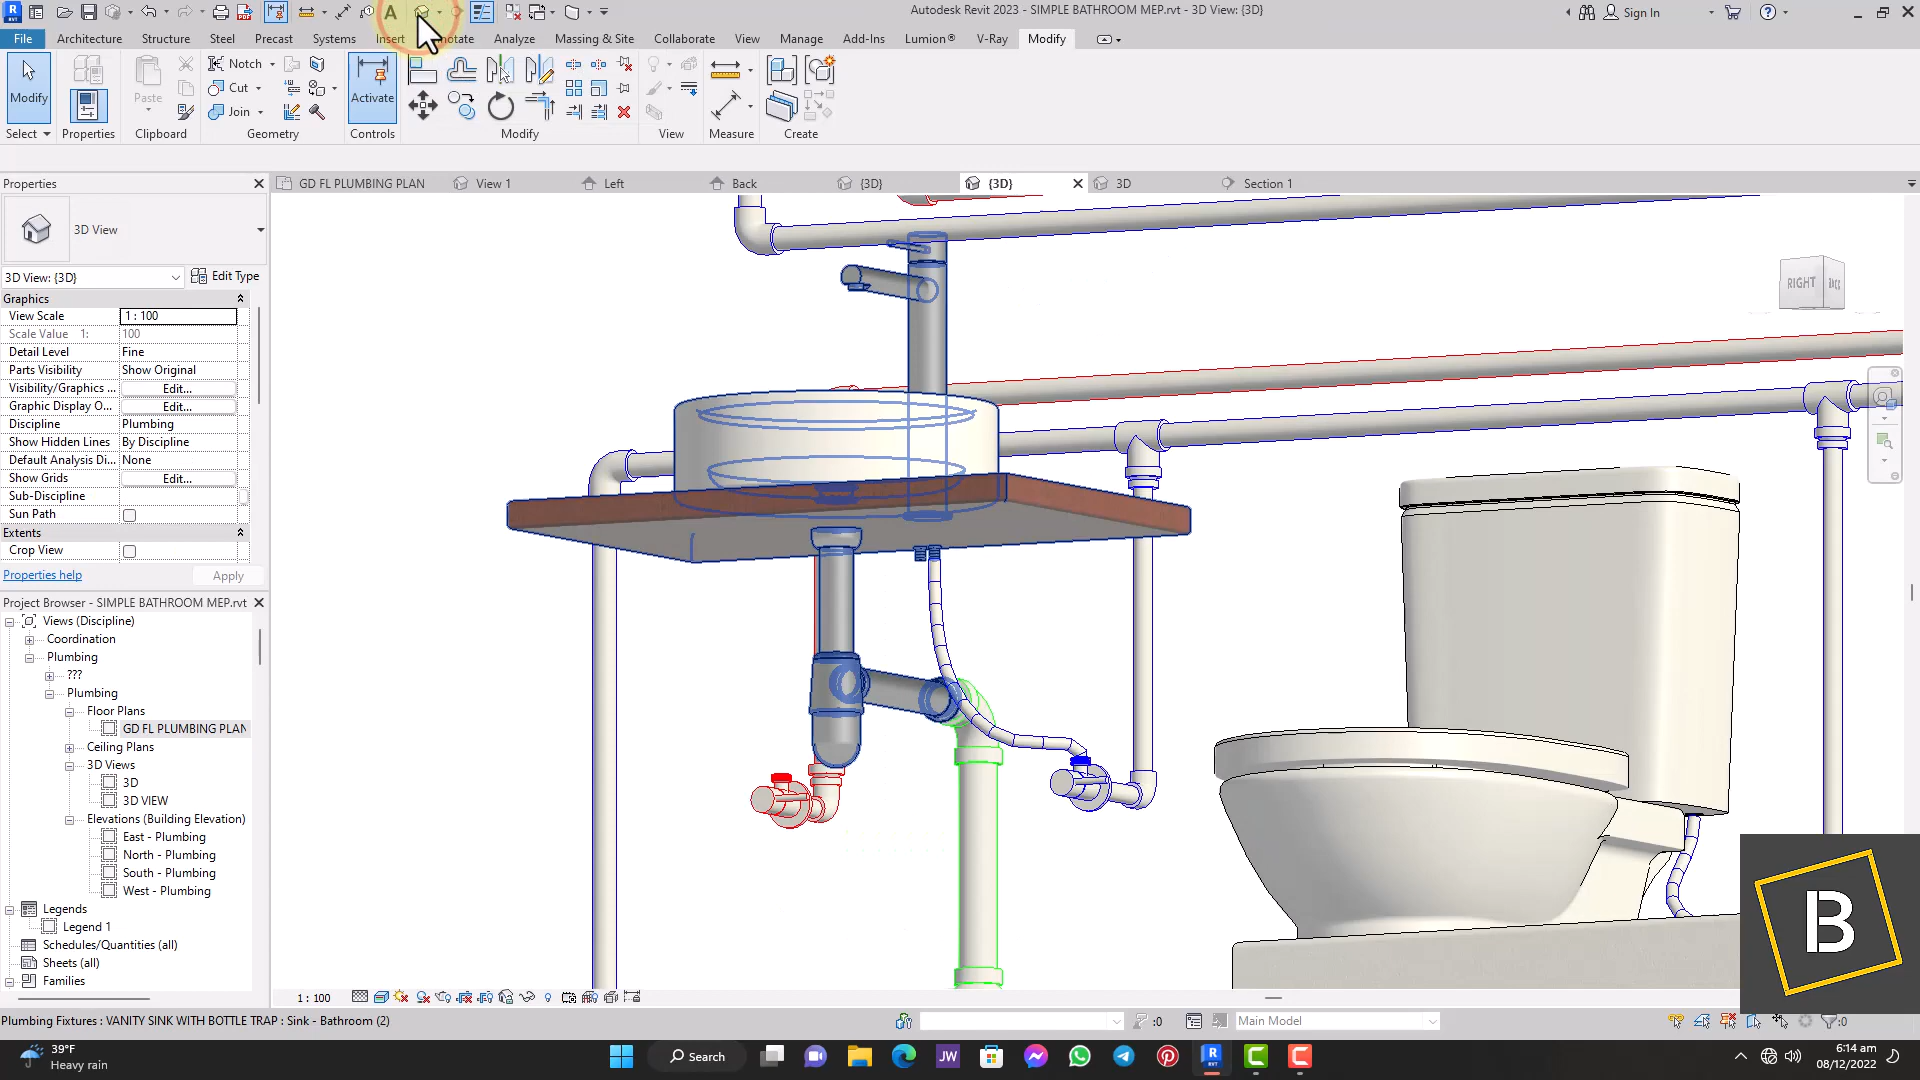 Autodesk Revit 2023 - SIMPLE BATHROOM MEP.rvt - 3D View: {3D}
Sign In
File
Architecture
Structure
Steel
Precast
Systems
Insert
Analyze
Massing & Site
Collaborate
View
Manage
Add-Ins
Lumion®
V-Ray
Modify
Modify
Paste
Notch
Cut
Join
Activate
Select
Properties
Clipboard
Geometry
Controls
Modify
View
Measure
Create
Properties
GD FL PLUMBING PLAN
View 1
Left
Back
{3D}
{3D}
3D
Section 1
3D View
3D View: {3D}
Edit Type
Graphics
View Scale
1 : 100
Scale Value 1:
100
Detail Level
Fine
Parts Visibility
Show Original
Visibility/Graphics ...
Edit...
Graphic Display O...
Edit...
Discipline
Plumbing
Show Hidden Lines
By Discipline
Default Analysis Di...
None
Show Grids
Edit...
Sub-Discipline
Sun Path
Extents
Crop View
Properties help
Apply
RIGHT
Project Browser - SIMPLE BATHROOM MEP.rvt
Views (Discipline)
Coordination
Plumbing
???
Plumbing
Floor Plans
GD FL PLUMBING PLAN
Ceiling Plans
3D Views
3D
3D VIEW
Elevations (Building Elevation)
East - Plumbing
North - Plumbing
South - Plumbing
West - Plumbing
Legends
Legend 1
Schedules/Quantities (all)
Sheets (all)
Families
1 : 100
B
Plumbing Fixtures : VANITY SINK WITH BOTTLE TRAP : Sink - Bathroom (2)
:0
Main Model
:0
39°F
Heavy rain
Search
JW
6:14 am
08/12/2022